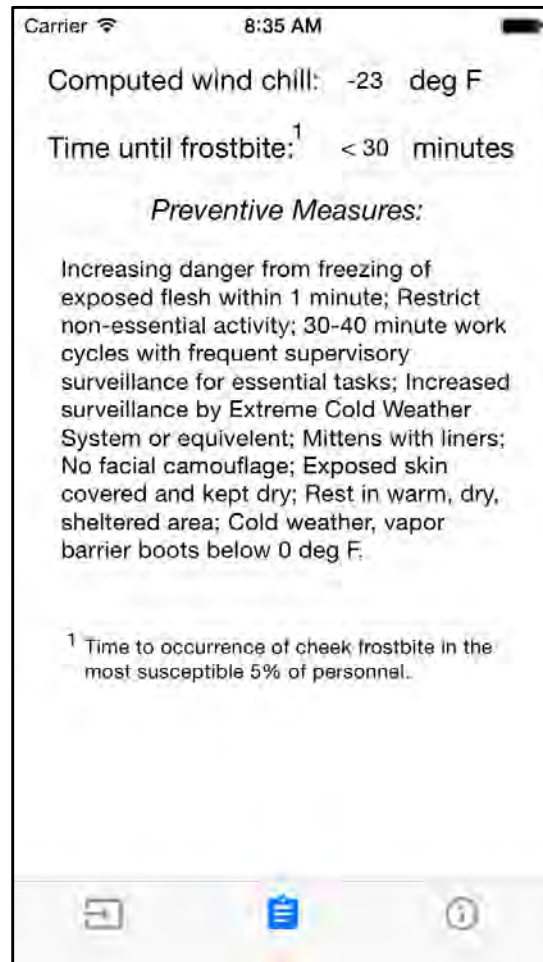 Carrier 8:35 AM
Computed wind chill: -23 deg F
Time until frostbite:1 < 30 minutes
Preventive Measures:
Increasing danger from freezing of
exposed flesh within 1 minute; Restrict
non-essential activity; 30-40 minute work
cycles with frequent supervisory
surveillance for essential tasks; Increased
surveillance by Extreme Cold Weather
System or equivelent; Mittens with liners;
No facial camouflage; Exposed skin
covered and kept dry; Rest in warm, dry,
sheltered area; Cold weather, vapor
barrier boots below 0 deg F.
1 Time to occurrence of cheek frostbite in the
most susceptible 5% of personnel.